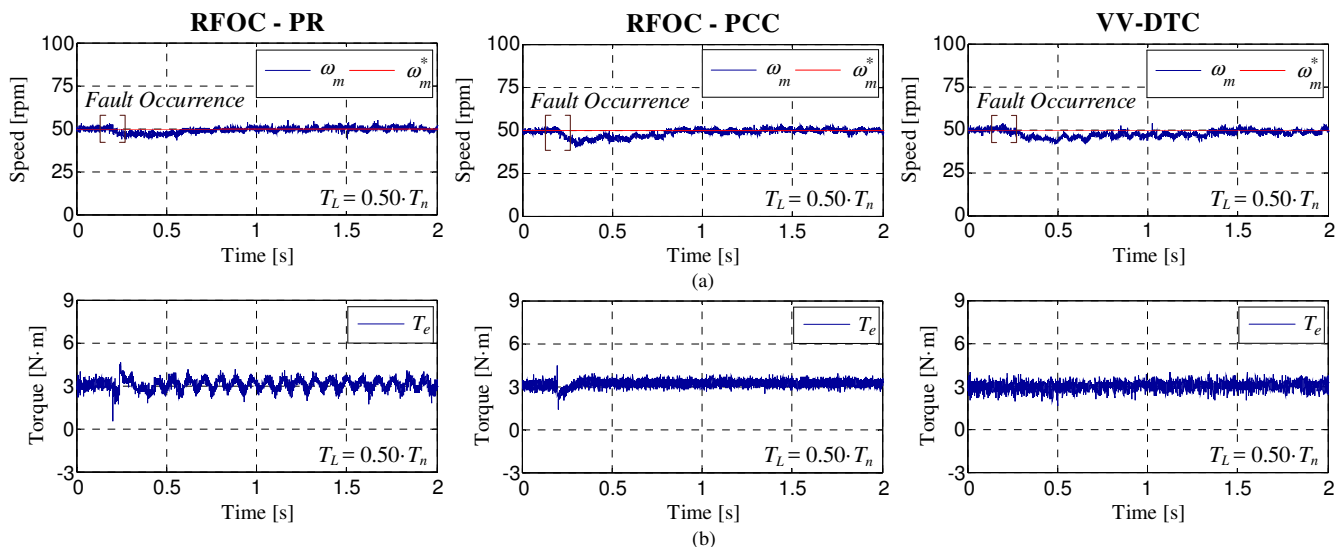 RFOC - PR
RFOC - PCC
VV-DTC
100
75
50
25
0
Speed [rpm]
ω_m ω_m^*
Fault Occurrence
T_L = 0.50·T_n
0 0.5 1 1.5 2
Time [s]
100
75
50
25
0
Speed [rpm]
ω_m ω_m^*
Fault Occurrence
T_L = 0.50·T_n
0 0.5 1 1.5 2
Time [s]
100
75
50
25
0
Speed [rpm]
ω_m ω_m^*
Fault Occurrence
T_L = 0.50·T_n
0 0.5 1 1.5 2
Time [s]
(a)
9
6
3
0
-3
Torque [N·m]
T_e
T_L = 0.50·T_n
0 0.5 1 1.5 2
Time [s]
9
6
3
0
-3
Torque [N·m]
T_e
T_L = 0.50·T_n
0 0.5 1 1.5 2
Time [s]
9
6
3
0
-3
Torque [N·m]
T_e
T_L = 0.50·T_n
0 0.5 1 1.5 2
Time [s]
(b)